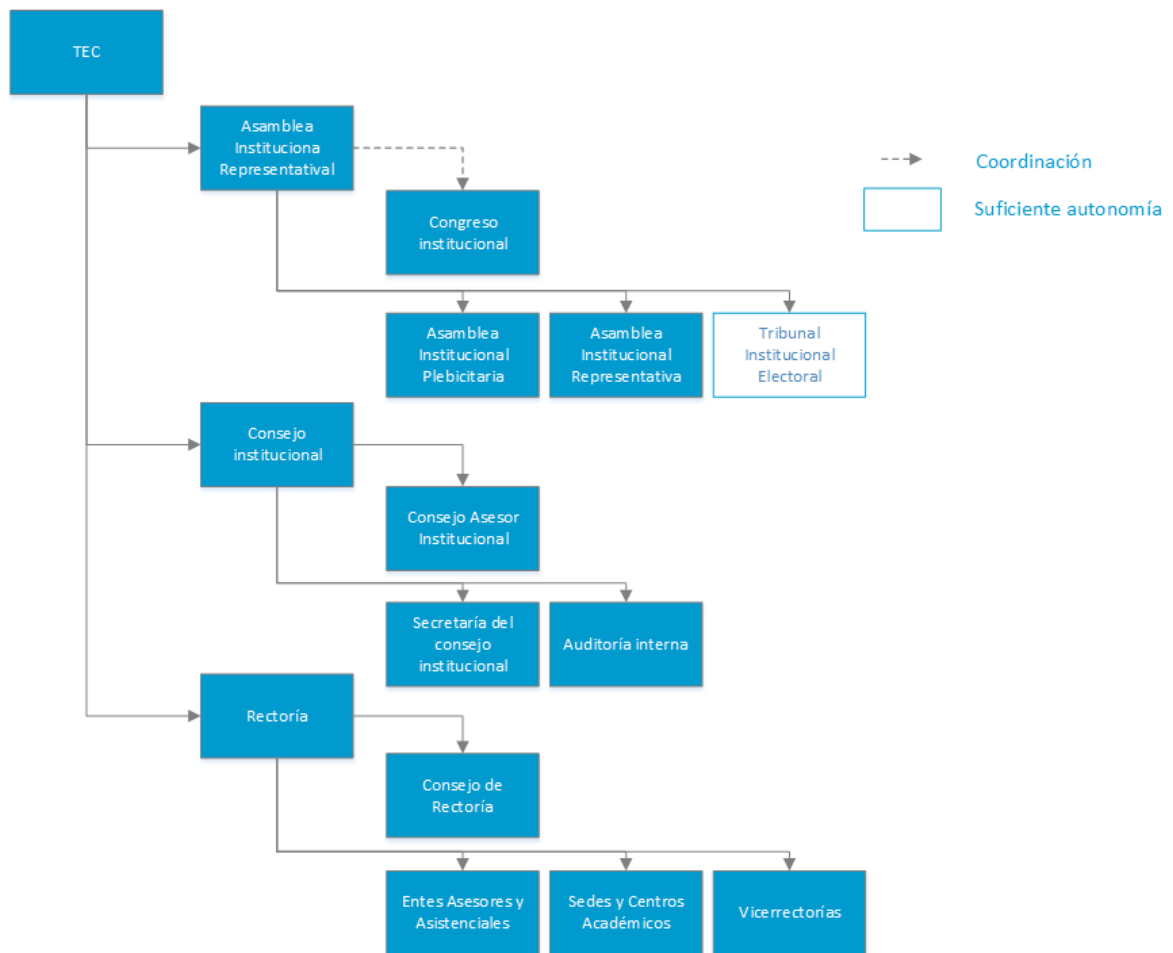 TEC
Asamblea
Instituciona
Representatival
Coordinación
Congreso
institucional
Suficiente autonomía
Asamblea
Institucional
Plebicitaria
Asamblea
Institucional
Representativa
Tribunal
Institucional
Electoral
Consejo
institucional
Consejo Asesor
Institucional
Secretaría del
consejo
institucional
Auditoría interna
Rectoría
Consejo de
Rectoría
Entes Asesores y
Asistenciales
Sedes y Centros
Académicos
Vicerrectorías